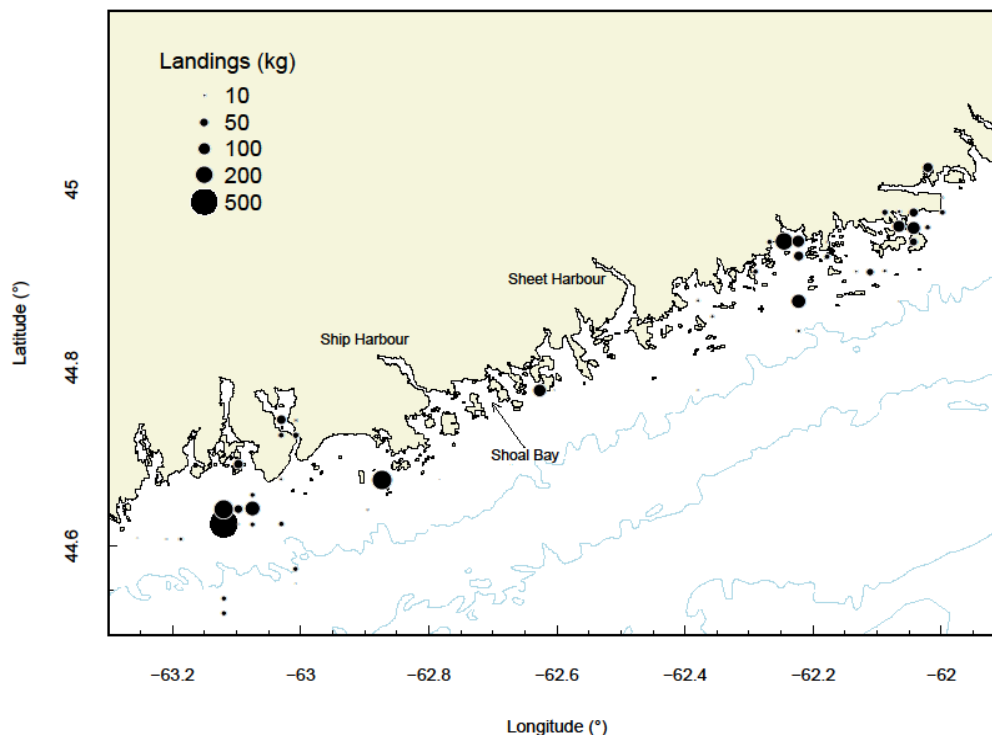 Landings (kg)
10
50
100
200
500
Sheet Harbour
Ship Harbour
Shoal Bay
Latitude (°)
45
44.8
44.6
−63.2
−63
−62.8
−62.6
−62.4
−62.2
−62
Longitude (°)